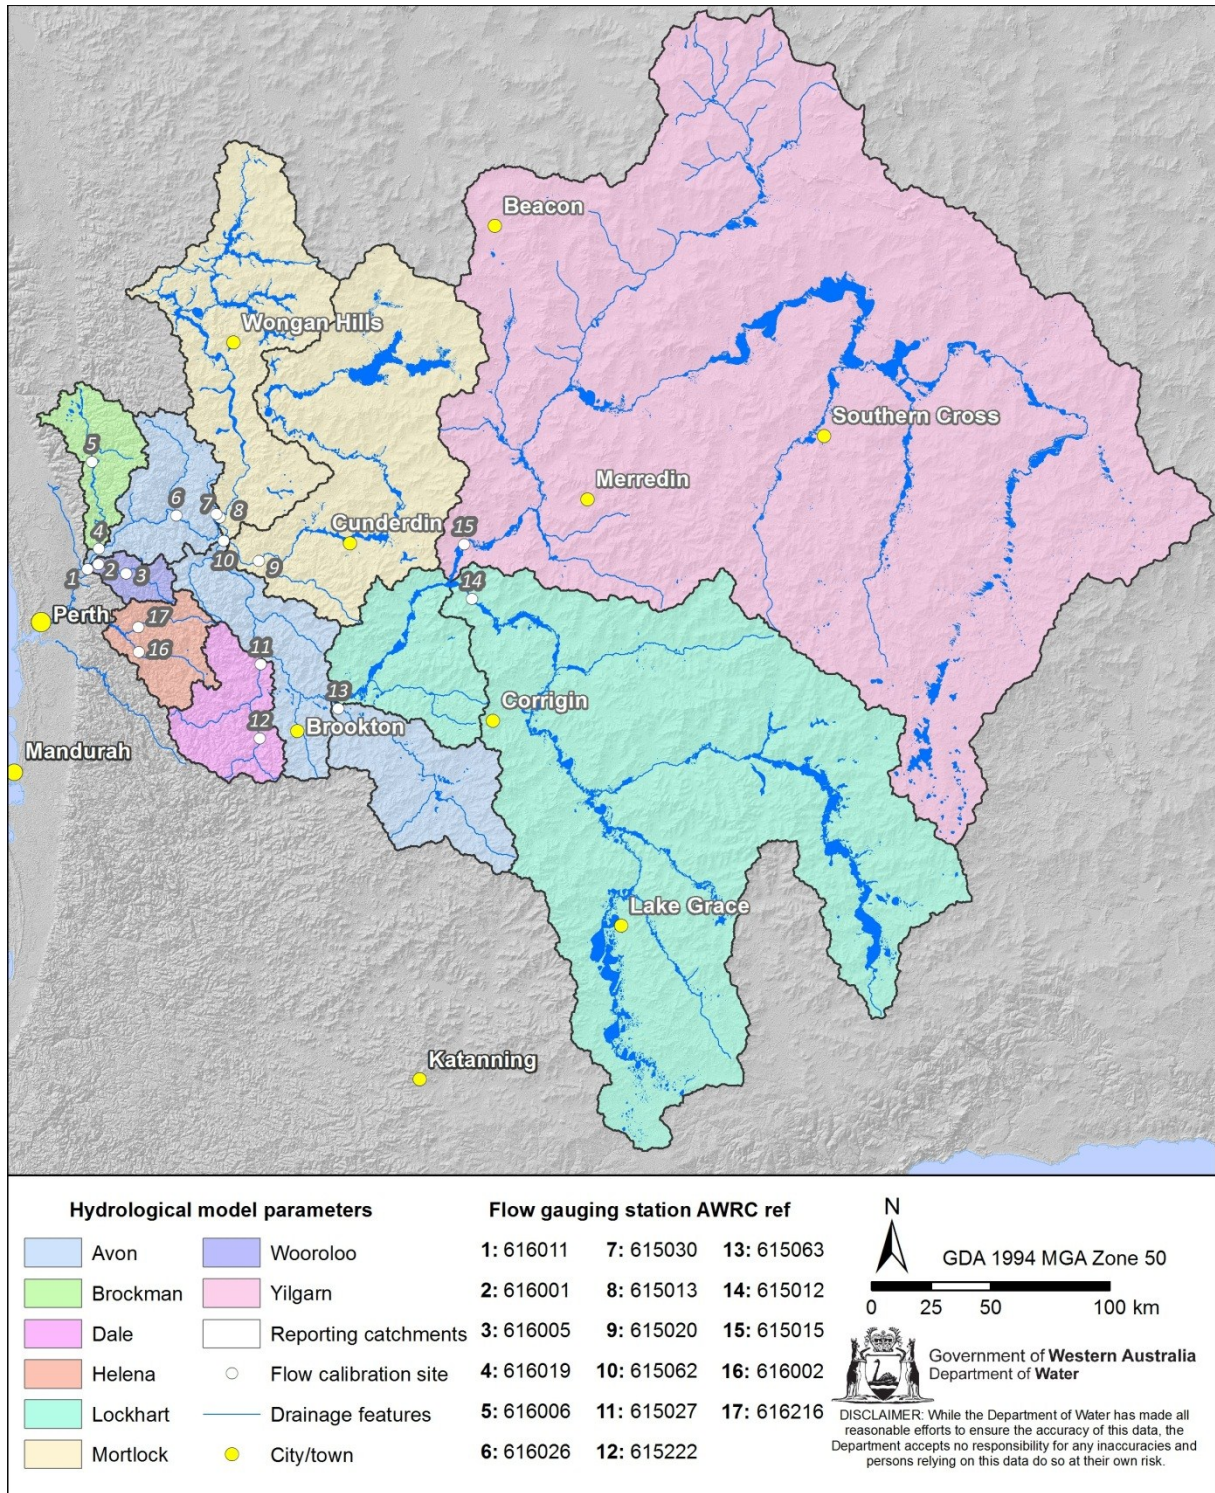 Beacon
Wongan Hills
Southern Cross
5
Merredin
6
7
8
Cunderdin
15
4
10
9
1
2
3
14
Perth
17
16
11
13
Corrigin
12
Brookton
Mandurah
Lake Grace
Katanning
Hydrological model parameters
Avon
Brockman
Dale
Helena
Lockhart
Mortlock
Wooroloo
Yilgarn
Reporting catchments
Flow calibration site
Drainage features
City/town
Flow gauging station AWRC ref
1: 616011
2: 616001
3: 616005
4: 616019
5: 616006
6: 616026
7: 615030
8: 615013
9: 615020
10: 615062
11: 615027
12: 615222
13: 615063
14: 615012
15: 615015
16: 616002
17: 616216
N
GDA 1994 MGA Zone 50
0 25 50 100 km
Government of Western Australia
Department of Water
DISCLAIMER: While the Department of Water has made all
reasonable efforts to ensure the accuracy of this data, the
Department accepts no responsibility for any inaccuracies and
persons relying on this data do so at their own risk.